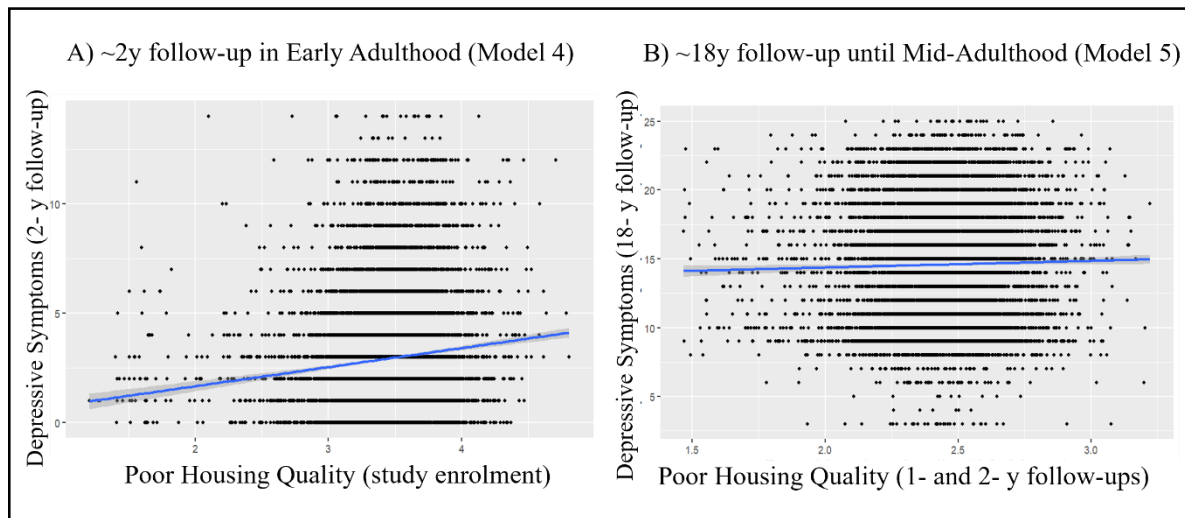 A) ~2y follow-up in Early Adulthood (Model 4)
Depressive Symptoms (2- y follow-up)
10
5
0
2
3
4
Poor Housing Quality (study enrolment)
B) ~18y follow-up until Mid-Adulthood (Model 5)
Depressive Symptoms (18- y follow-up)
25
20
15
10
5
1.5
2.0
2.5
3.0
Poor Housing Quality (1- and 2- y follow-ups)